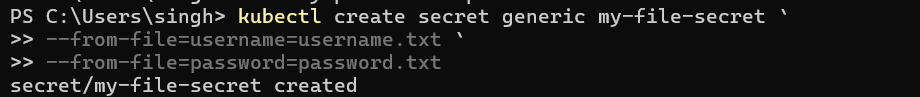 PS C:\Users\singh> kubectl create secret generic my-file-secret `
>> --from-file=username=username.txt `
>> --from-file=password=password.txt
secret/my-file-secret created